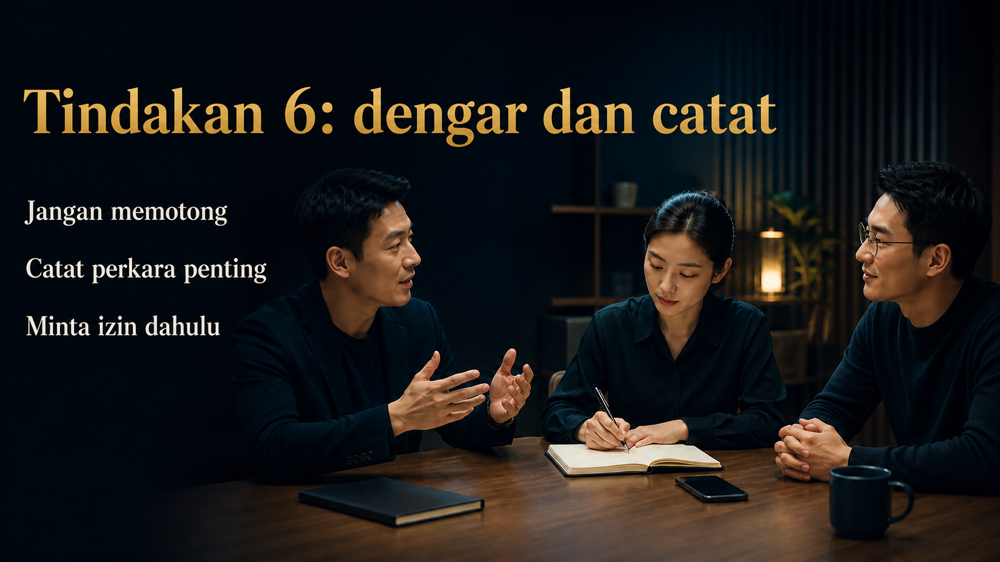 Tindakan 6: dengar dan catat
Jangan memotong
Catat perkara penting
Minta izin dahulu